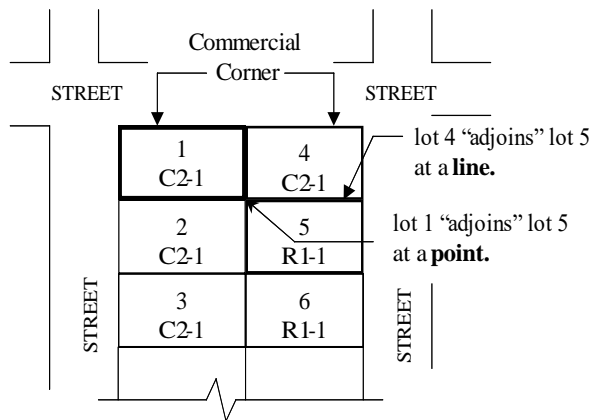 Commercial
Corner
STREET
STREET
1
C2-1
4
C2-1
lot 4 “adjoins” lot 5
at a line.
2
C2-1
5
R1-1
lot 1 “adjoins” lot 5
at a point.
3
C2-1
6
R1-1
STREET
STREET